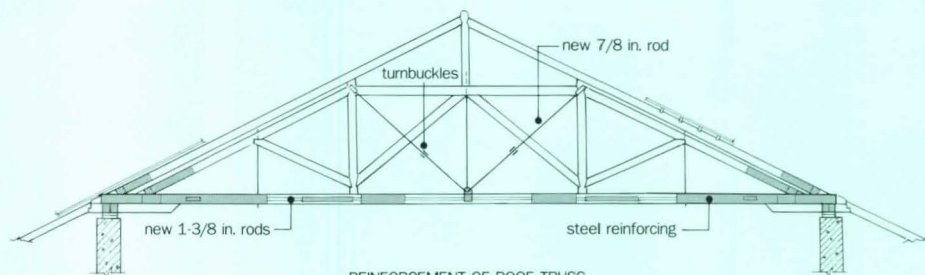 new 7/8 in. rod
turnbuckles
new 1-3/8 in. rods
steel reinforcing
REINFORCEMENT OF ROOF TRUSS